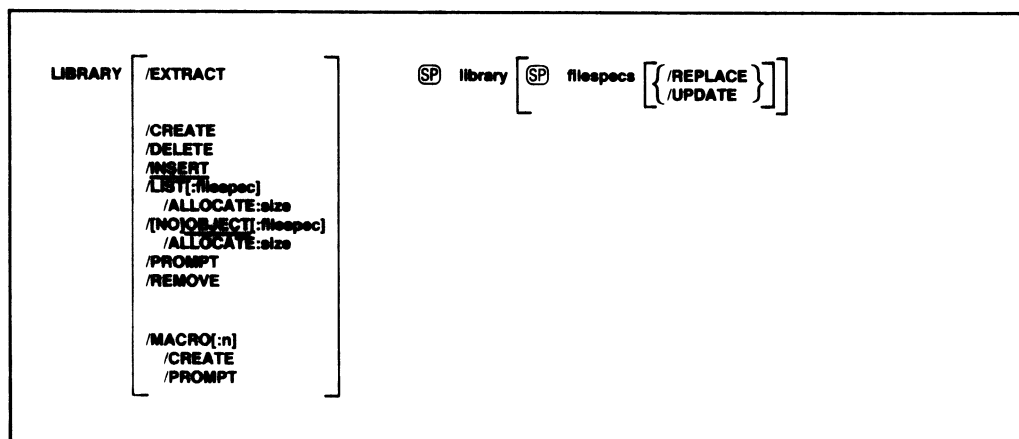 LIBRARY /EXTRACT SP library SP filespecs /REPLACE
/UPDATE
/CREATE
/DELETE
/INSERT
/LIST[:filespec]
/ALLOCATE:size
/[NO]OBJECT[:filespec]
/ALLOCATE:size
/PROMPT
/REMOVE
/MACRO[:n]
/CREATE
/PROMPT